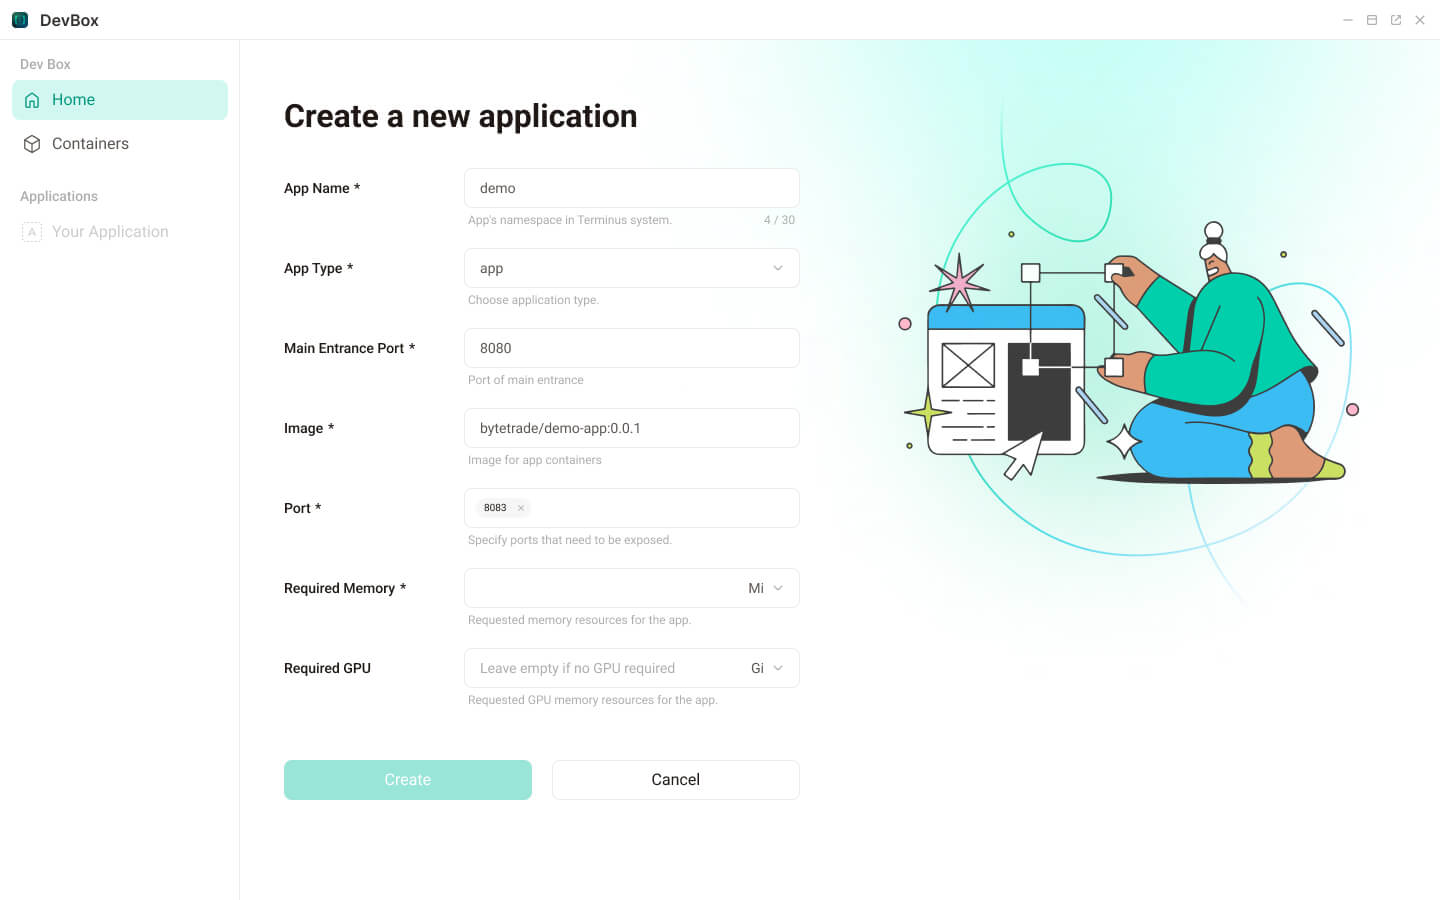 DevBox
Dev Box
Home
Containers
Applications
A Your Application
Create a new application
App Name *
demo
App's namespace in Terminus system.
4 / 30
App Type *
app
Choose application type.
Main Entrance Port *
8080
Port of main entrance
Image *
bytetrade/demo-app:0.0.1
Image for app containers
Port *
8083 ×
Specify ports that need to be exposed.
Required Memory *
Mi
Requested memory resources for the app.
Required GPU
Leave empty if no GPU required
Gi
Requested GPU memory resources for the app.
Create
Cancel